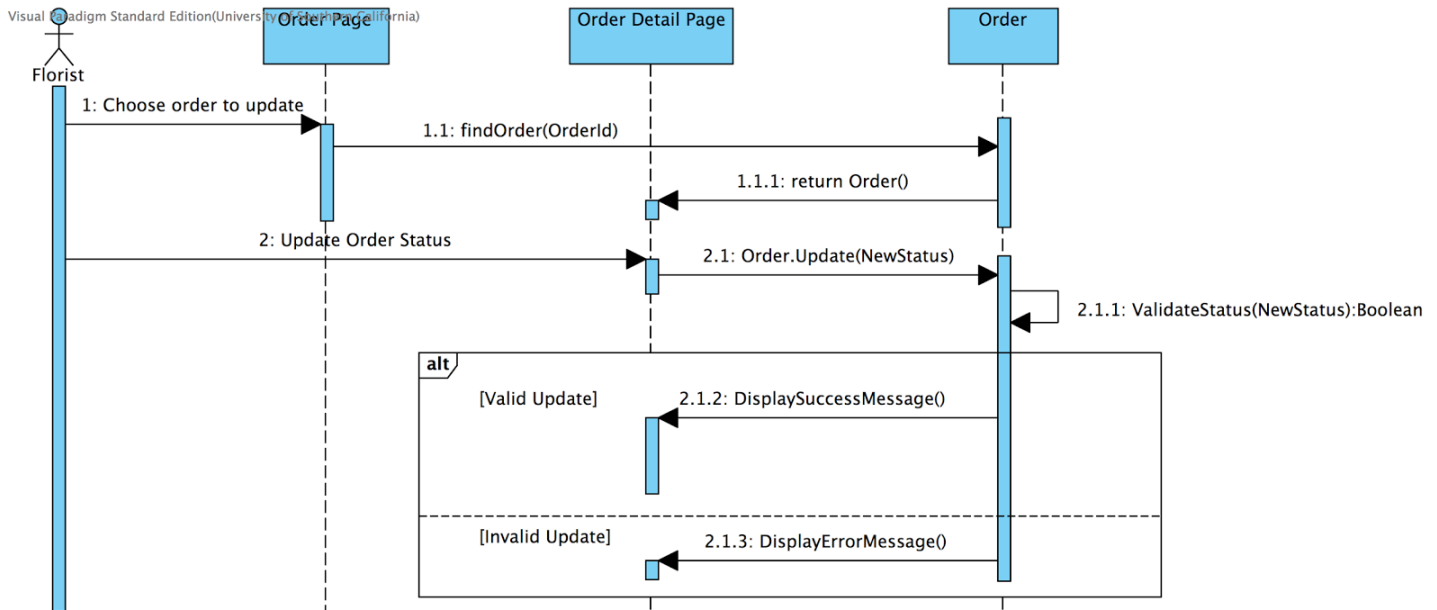 Visual Paradigm Standard Edition(University of Southern California)
Order Page
Order Detail Page
Order
Florist
1: Choose order to update
1.1: findOrder(OrderId)
1.1.1: return Order()
2: Update Order Status
2.1: Order.Update(NewStatus)
2.1.1: ValidateStatus(NewStatus):Boolean
alt
[Valid Update]
2.1.2: DisplaySuccessMessage()
[Invalid Update]
2.1.3: DisplayErrorMessage()